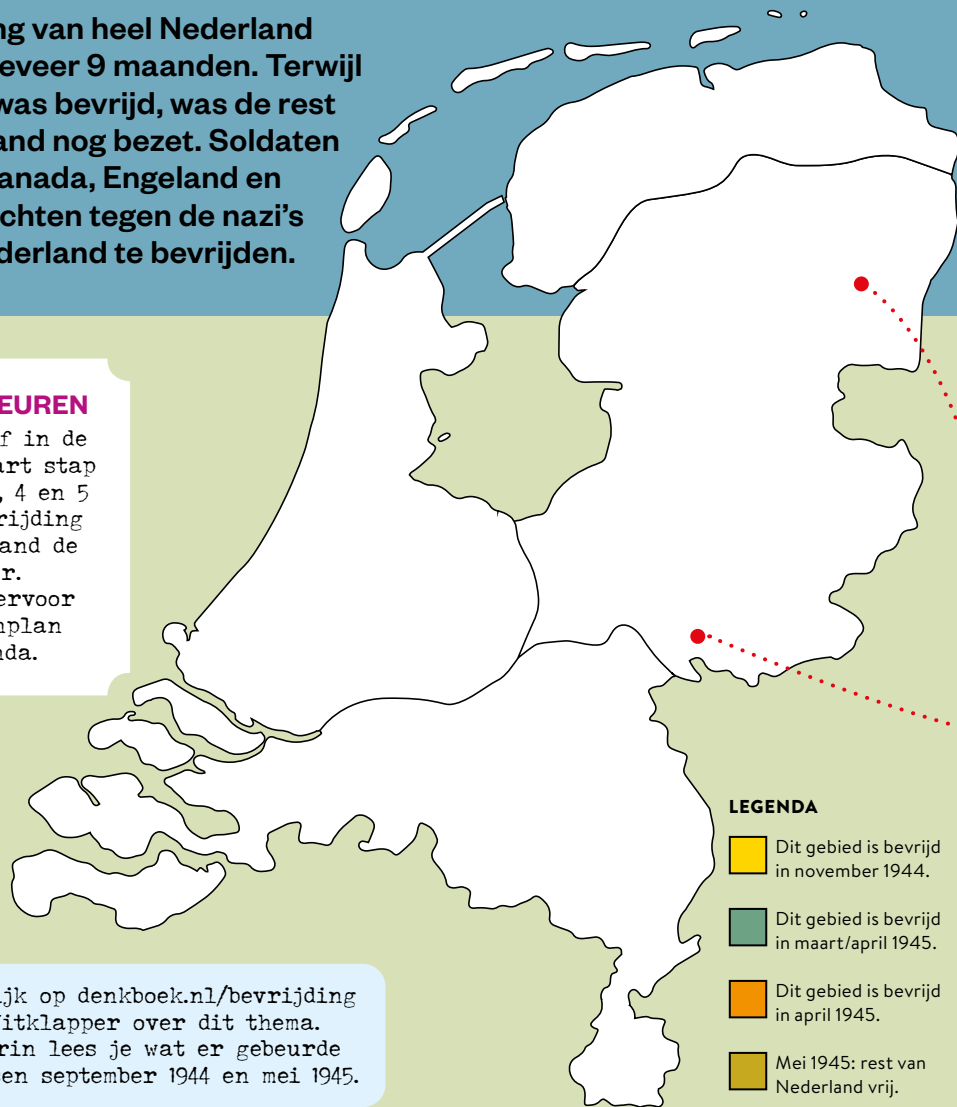 ng van heel Nederland
eveer 9 maanden. Terwijl
was bevrijd, was de rest
and nog bezet. Soldaten
anada, Engeland en
chten tegen de nazi's
derland te bevrijden.
EUREN
f in de
art stap
, 4 en 5
rijding
and de
r.
ervoor
nplan
nda.
LEGENDA
Dit gebied is bevrijd
in november 1944.
Dit gebied is bevrijd
in maart/april 1945.
Dit gebied is bevrijd
in april 1945.
Mei 1945: rest van
Nederland vrij.
ijk op denkboek.nl/bevrijding
itklapper over dit thema.
rin lees je wat er gebeurde
sen september 1944 en mei 1945.